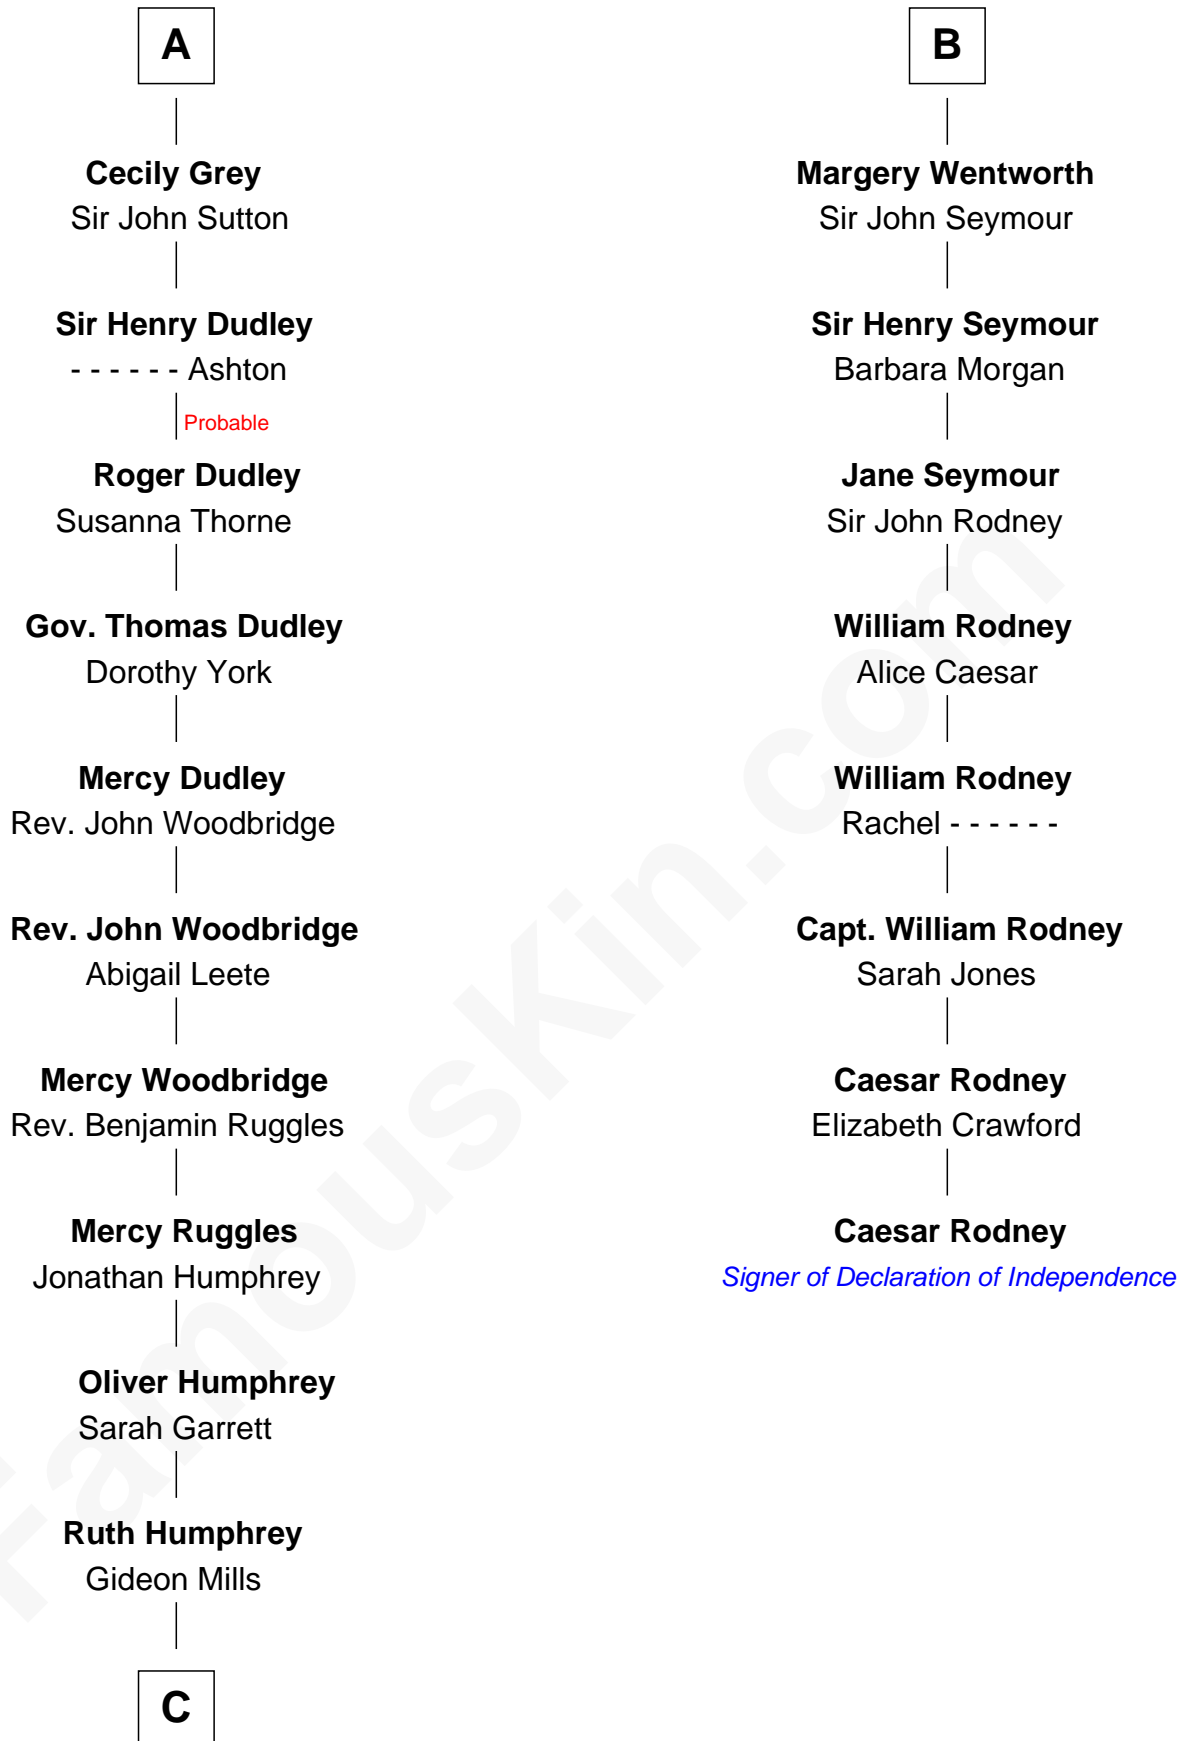 A
Cecily Grey
Sir John Sutton
Sir Henry Dudley
- - - - - - Ashton
Probable
Roger Dudley
Susanna Thorne
Gov. Thomas Dudley
Dorothy York
Mercy Dudley
Rev. John Woodbridge
Rev. John Woodbridge
Abigail Leete
Mercy Woodbridge
Rev. Benjamin Ruggles
Mercy Ruggles
Jonathan Humphrey
Oliver Humphrey
Sarah Garrett
Ruth Humphrey
Gideon Mills
C
B
Margery Wentworth
Sir John Seymour
Sir Henry Seymour
Barbara Morgan
Jane Seymour
Sir John Rodney
William Rodney
Alice Caesar
William Rodney
Rachel - - - - - -
Capt. William Rodney
Sarah Jones
Caesar Rodney
Elizabeth Crawford
Caesar Rodney
Signer of Declaration of Independence
FamousKin.com